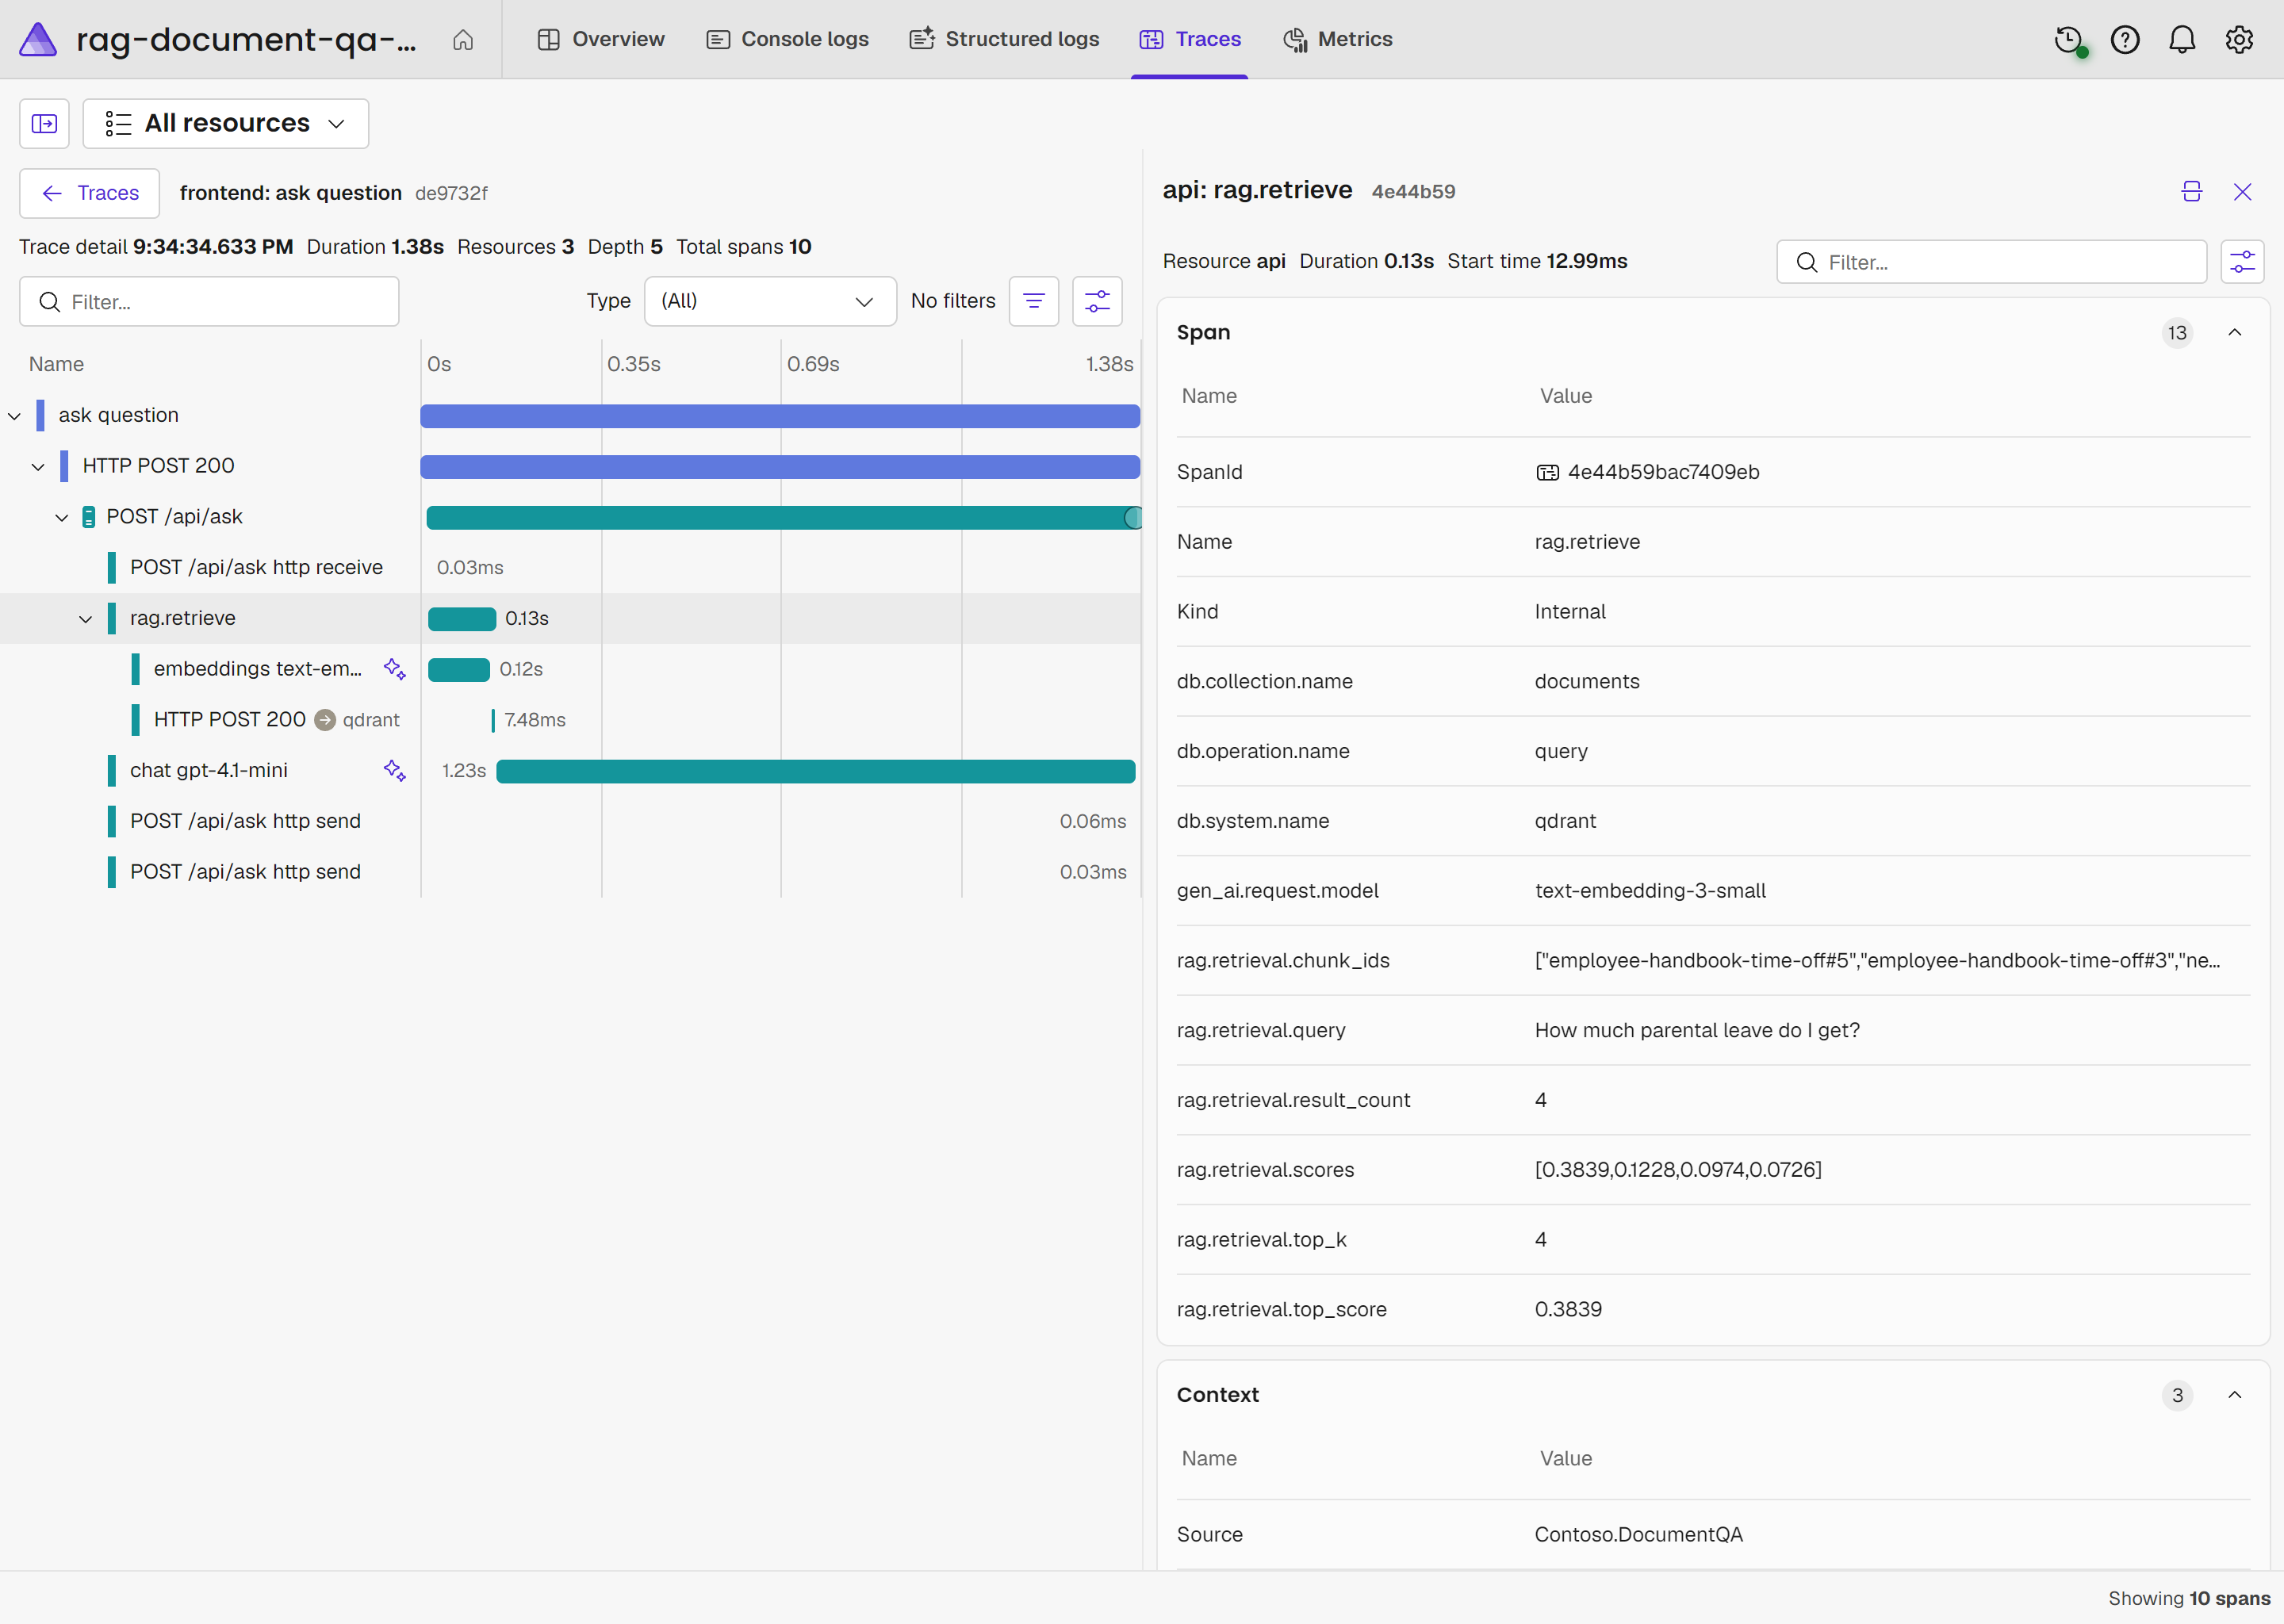 rag-document-qa-...
Overview
Console logs
Structured logs
Traces
Metrics
All resources
Traces
frontend: ask question de9732f
Trace detail 9:34:34.633 PM Duration 1.38s Resources 3 Depth 5 Total spans 10
Filter...
Type
(All)
No filters
Name
0s
0.35s
0.69s
1.38s
ask question
HTTP POST 200
POST /api/ask
POST /api/ask http receive
0.03ms
rag.retrieve
0.13s
embeddings text-em...
0.12s
HTTP POST 200 qdrant
7.48ms
chat gpt-4.1-mini
1.23s
POST /api/ask http send
0.06ms
POST /api/ask http send
0.03ms
api: rag.retrieve 4e44b59
Resource api Duration 0.13s Start time 12.99ms
Filter...
Span
13
Name Value
SpanId 4e44b59bac7409eb
Name rag.retrieve
Kind Internal
db.collection.name documents
db.operation.name query
db.system.name qdrant
gen_ai.request.model text-embedding-3-small
rag.retrieval.chunk_ids ["employee-handbook-time-off#5","employee-handbook-time-off#3","ne...
rag.retrieval.query How much parental leave do I get?
rag.retrieval.result_count 4
rag.retrieval.scores [0.3839,0.1228,0.0974,0.0726]
rag.retrieval.top_k 4
rag.retrieval.top_score 0.3839
Context
3
Name Value
Source Contoso.DocumentQA
Showing 10 spans